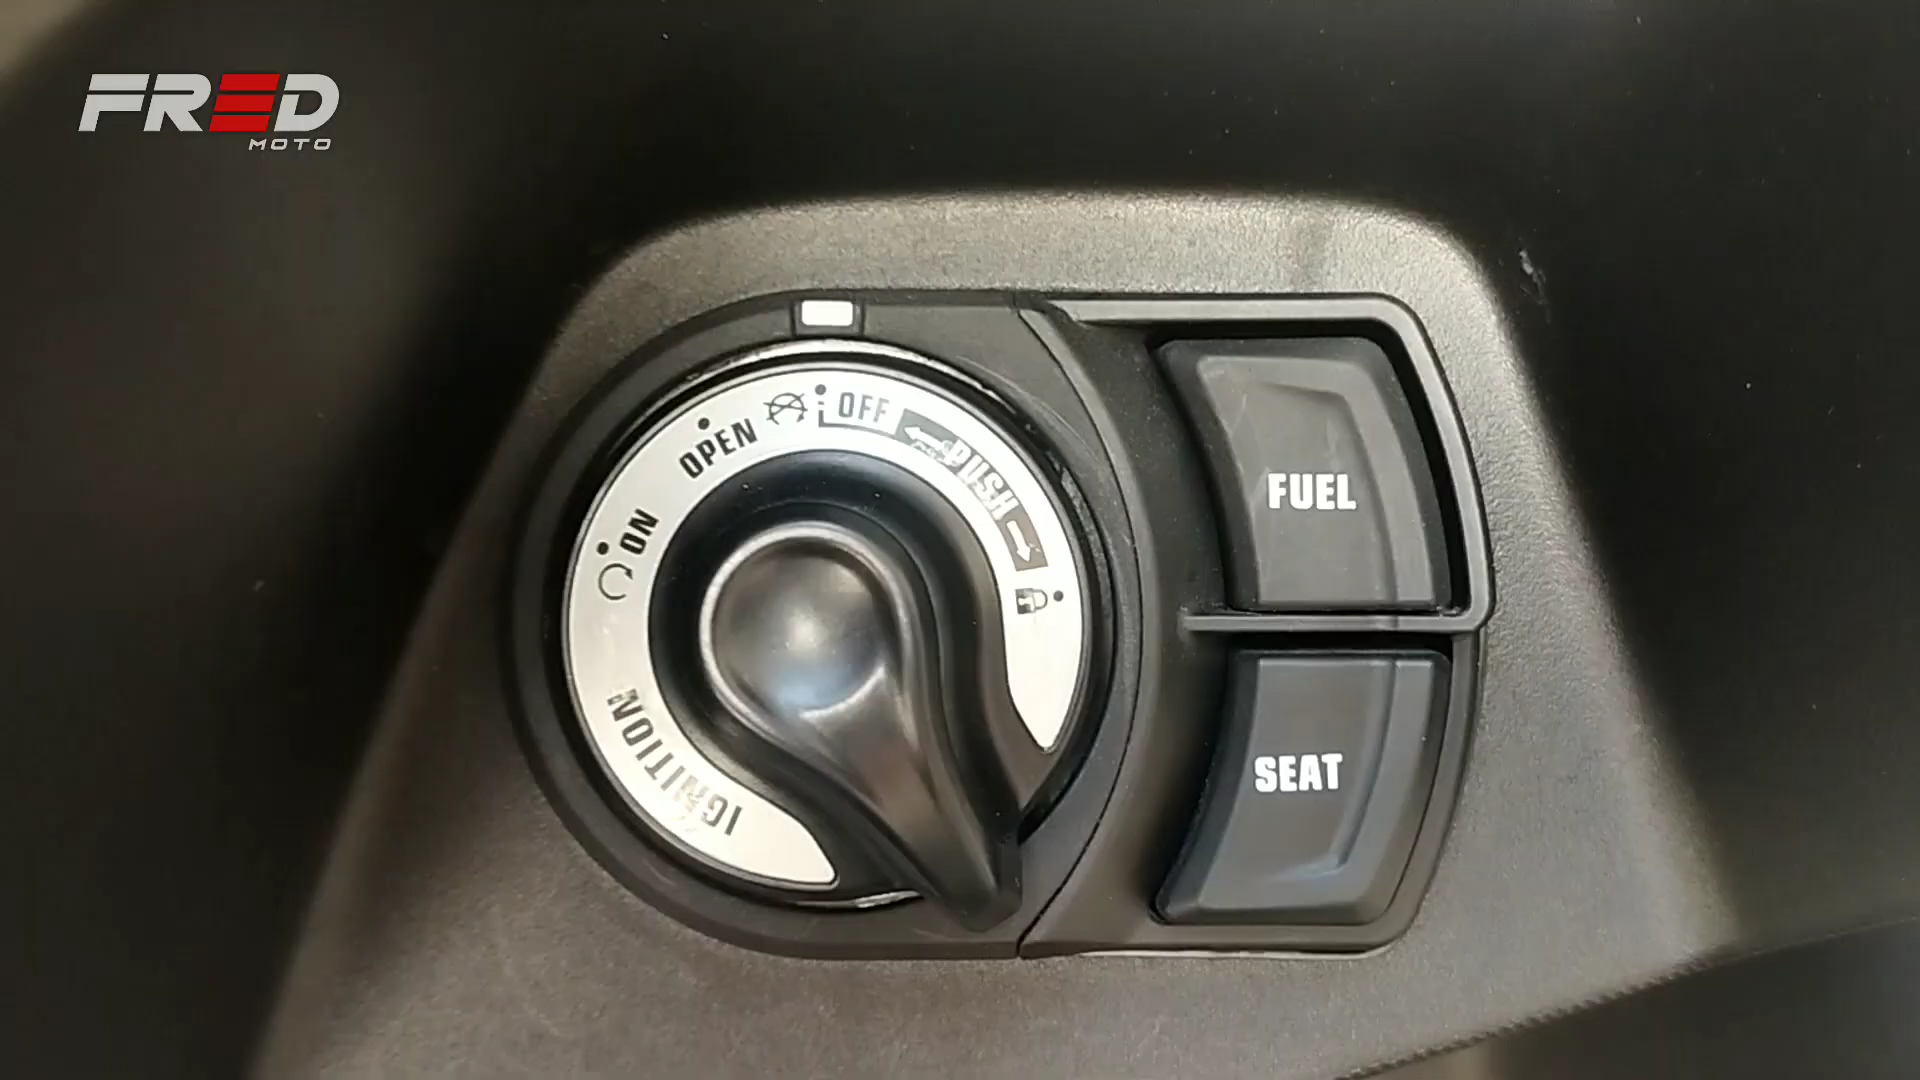 FRED
MOTO
OPEN
OFF
PUSH
ON
IGNITION
FUEL
SEAT